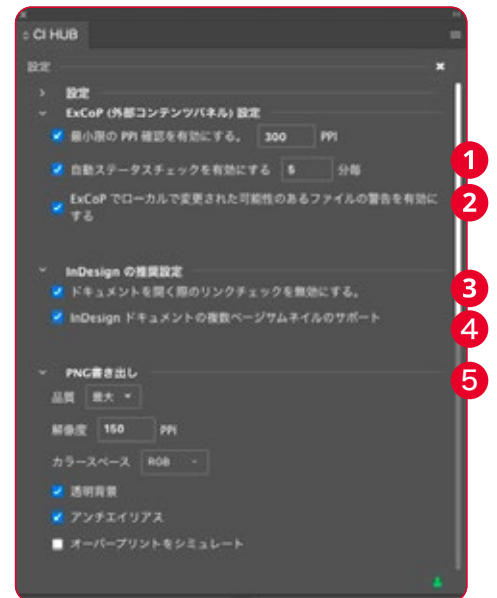 CI HUB
設定
設定
ExCoP (外部コンテンツパネル) 設定
最小限の PPI 確認を有効にする。 300 PPI
自動ステータスチェックを有効にする 5 分毎
1
ExCoP でローカルで変更された可能性のあるファイルの警告を有効に
する
2
InDesign の推奨設定
ドキュメントを開く際のリンクチェックを無効にする。
3
InDesign ドキュメントの複数ページサムネイルのサポート
4
PNG書き出し
5
品質 最大
解像度 150 PPI
カラースペース RGB
透明背景
アンチエイリアス
オーバープリントをシミュレート